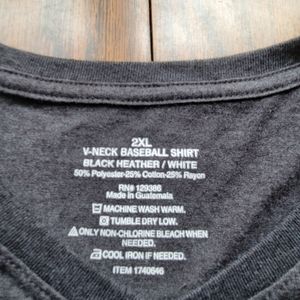 2XL
V-NECK BASEBALL SHIRT
BLACK HEATHER / WHITE
50% Polyester-25% Cotton-25% Rayon
RN# 129386
Made in Guatemala
MACHINE WASH WARM.
TUMBLE DRY LOW.
ONLY NON-CHLORINE BLEACH WHEN
NEEDED.
COOL IRON IF NEEDED.
ITEM 1740646